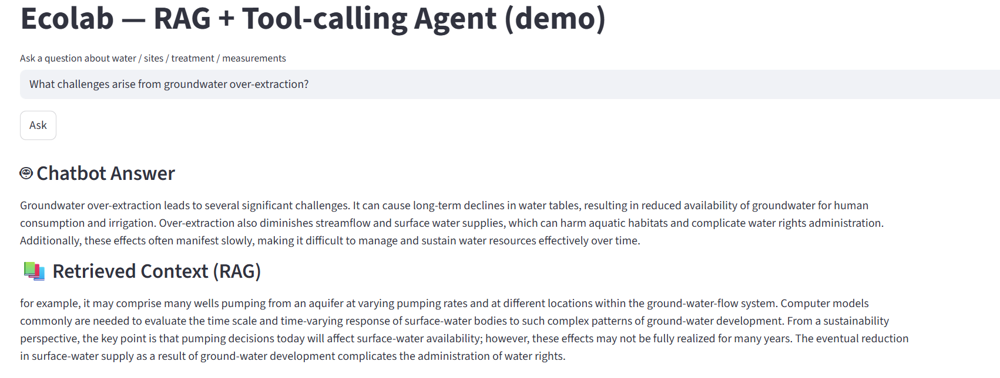 Ecolab — RAG + Tool-calling Agent (demo)
Ask a question about water / sites / treatment / measurements
What challenges arise from groundwater over-extraction?
Ask
Chatbot Answer
Groundwater over-extraction leads to several significant challenges. It can cause long-term declines in water tables, resulting in reduced availability of groundwater for human
consumption and irrigation. Over-extraction also diminishes streamflow and surface water supplies, which can harm aquatic habitats and complicate water rights administration.
Additionally, these effects often manifest slowly, making it difficult to manage and sustain water resources effectively over time.
Retrieved Context (RAG)
for example, it may comprise many wells pumping from an aquifer at varying pumping rates and at different locations within the ground-water-flow system. Computer models
commonly are needed to evaluate the time scale and time-varying response of surface-water bodies to such complex patterns of ground-water development. From a sustainability
perspective, the key point is that pumping decisions today will affect surface-water availability; however, these effects may not be fully realized for many years. The eventual reduction
in surface-water supply as a result of ground-water development complicates the administration of water rights.